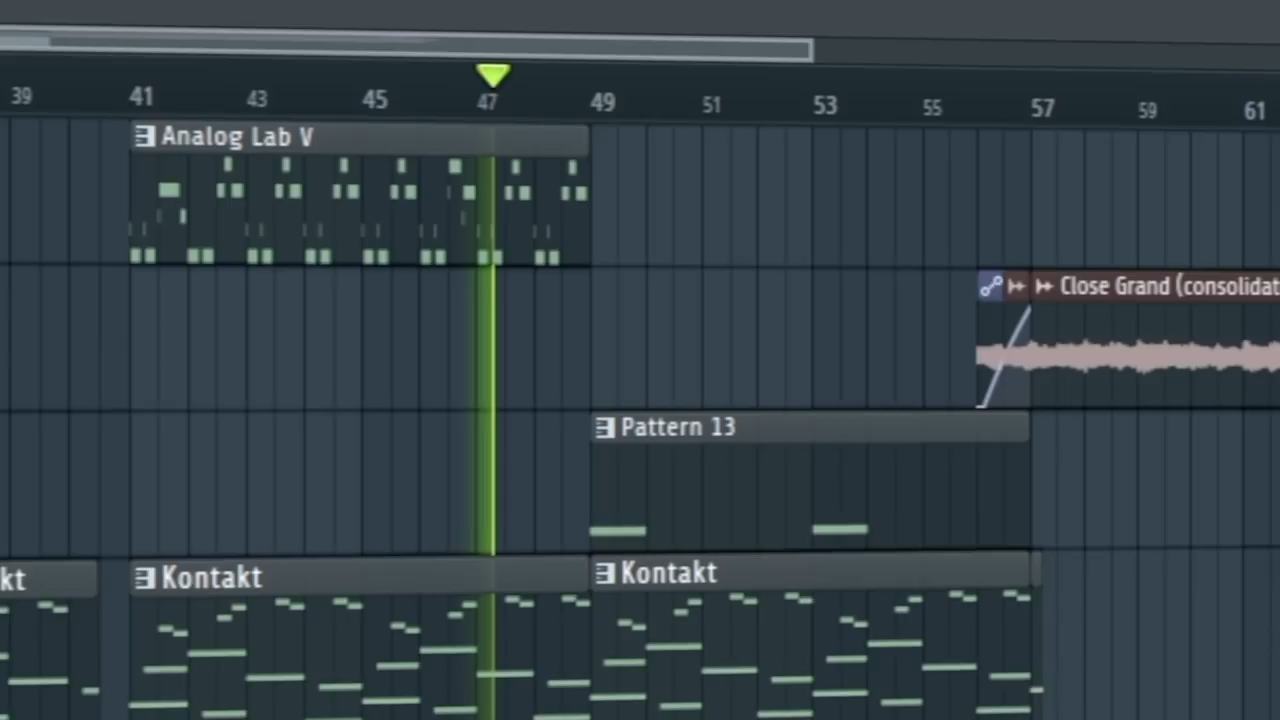 39 41 43 45 47 49 51 53 55 57 59 61
Analog Lab V
Close Grand (consolidat
Pattern 13
kt Kontakt Kontakt